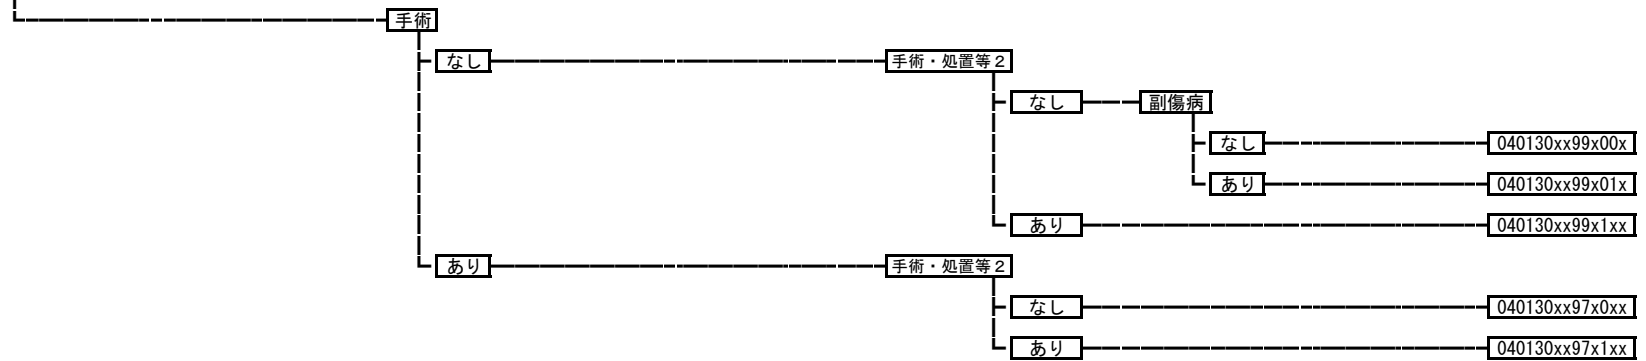 手術
なし 手術・処置等２
なし 副傷病
なし 040130xx99x00x
あり 040130xx99x01x
あり 040130xx99x1xx
あり 手術・処置等２
なし 040130xx97x0xx
あり 040130xx97x1xx